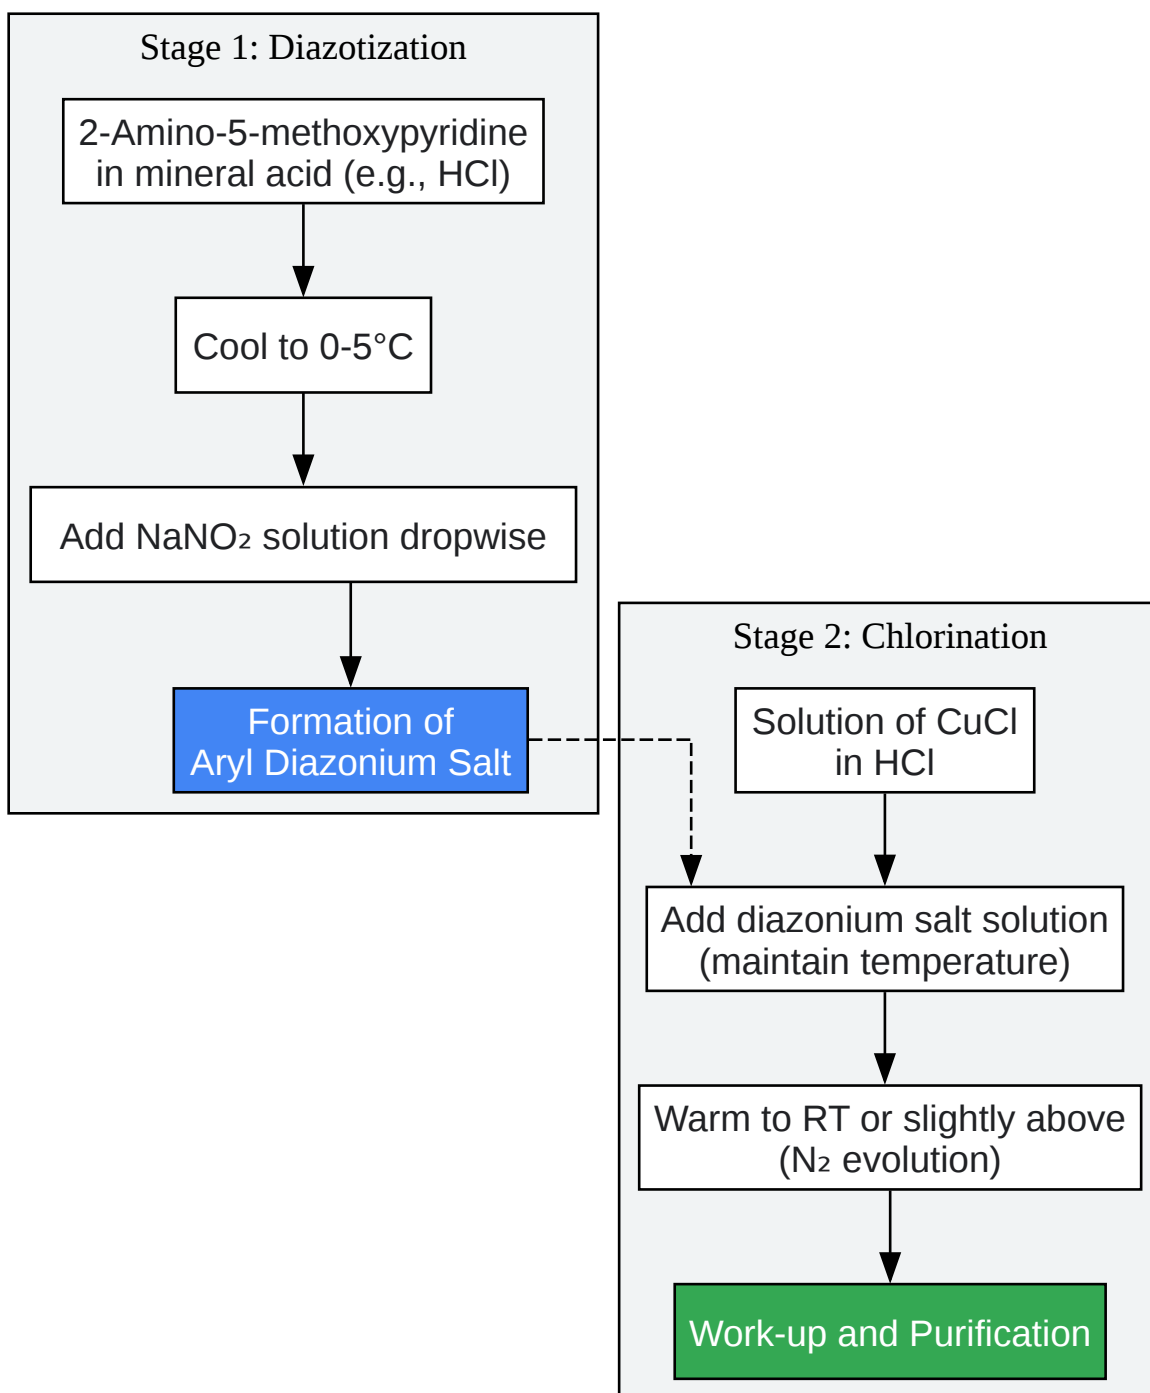 Stage 1: Diazotization
2-Amino-5-methoxypyridine
in mineral acid (e.g., HCl)
Cool to 0-5°C
Add NaNO₂ solution dropwise
Formation of
Aryl Diazonium Salt
Stage 2: Chlorination
Solution of CuCl
in HCl
Add diazonium salt solution
(maintain temperature)
Warm to RT or slightly above
(N₂ evolution)
Work-up and Purification